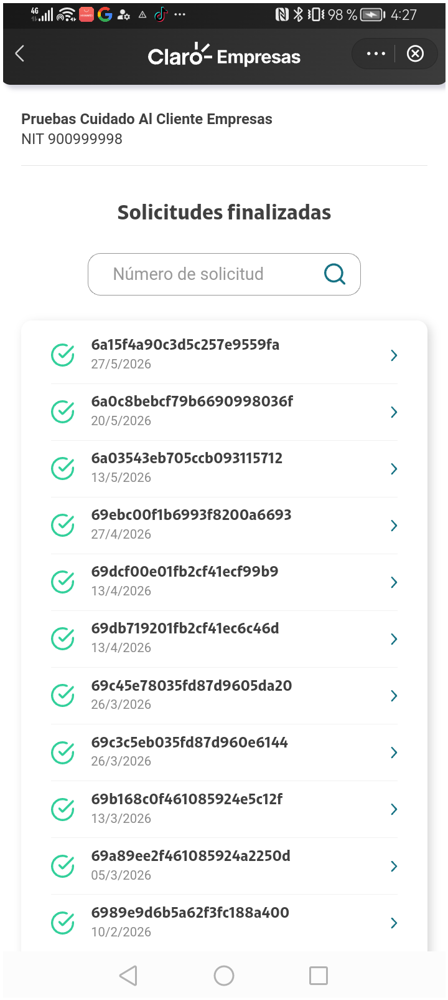 4G
98 %
4:27
Claro- Empresas
Pruebas Cuidado Al Cliente Empresas
NIT 900999998
Solicitudes finalizadas
Número de solicitud
6a15f4a90c3d5c257e9559fa
27/5/2026
6a0c8bebcf79b6690998036f
20/5/2026
6a03543eb705ccb093115712
13/5/2026
69ebc00f1b6993f8200a6693
27/4/2026
69dcf00e01fb2cf41ecf99b9
13/4/2026
69db719201fb2cf41ec6c46d
13/4/2026
69c45e78035fd87d9605da20
26/3/2026
69c3c5eb035fd87d960e6144
26/3/2026
69b168c0f461085924e5c12f
13/3/2026
69a89ee2f461085924a2250d
05/3/2026
6989e9d6b5a62f3fc188a400
10/2/2026